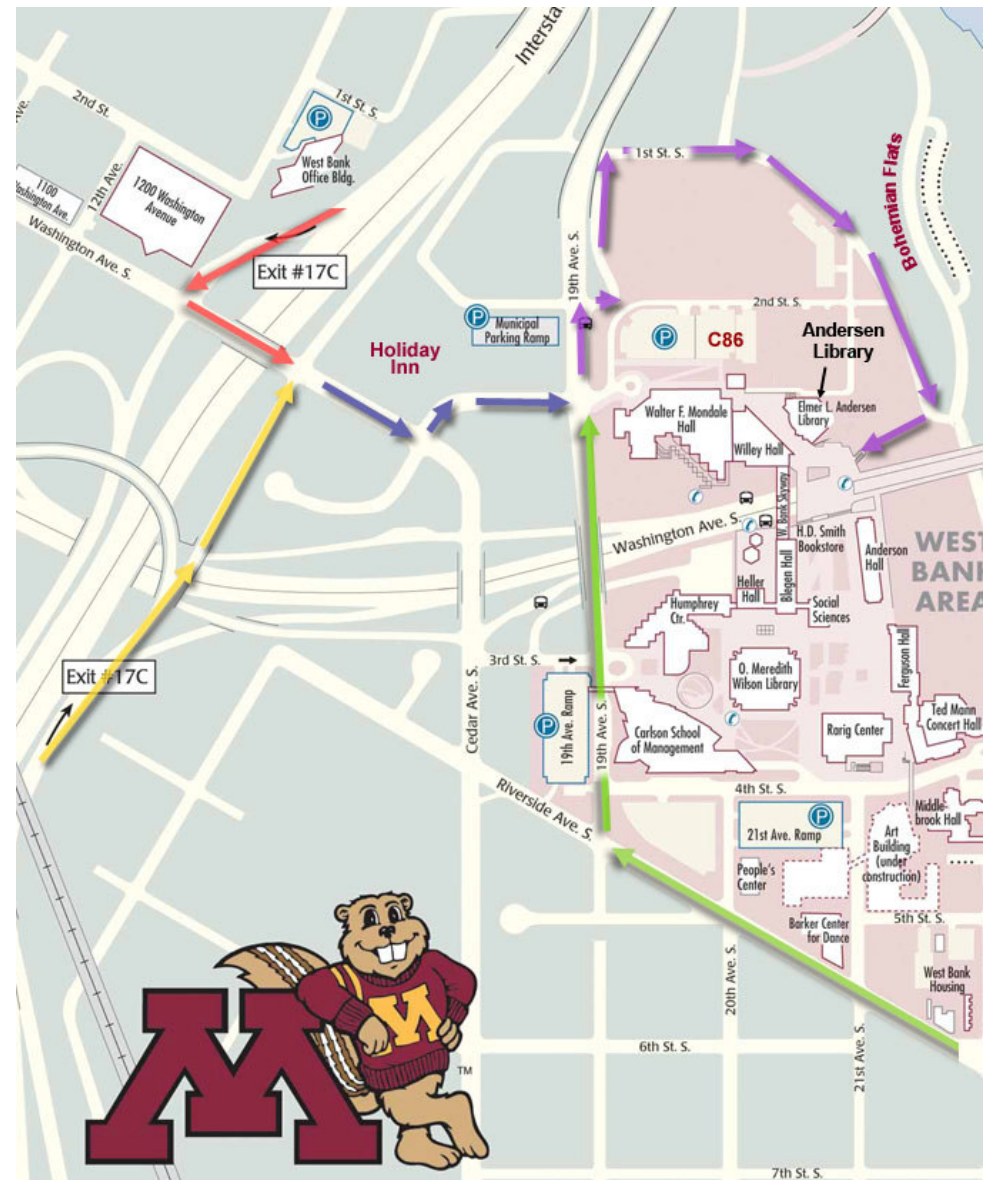 Intersta
2nd St.
1st St. S.
P
West Bank
Office Bldg.
1st St. S.
Bohemian Flats
Ave.
12th Ave.
1100
Washington Ave.
1200 Washington
Avenue
Washington Ave. S.
Exit #17C
19th Ave. S.
2nd St. S.
P
Municipal
Parking Ramp
P
C86
Andersen
Library
Holiday
Inn
Walter F. Mondale
Hall
Elmer L. Andersen
Library
Willey Hall
W. Bank Skyway
Washington Ave. S.
H.D. Smith
Bookstore
Anderson
Hall
WEST
BANK
AREA
Heller
Hall
Blegen Hall
Humphrey
Ctr.
Social
Sciences
3rd St. S.
Exit #17C
O. Meredith
Wilson Library
Ferguson Hall
Cedar Ave. S.
P
19th Ave. Ramp
19th Ave. S.
Carlson School
of Management
Rarig Center
Ted Mann
Concert Hall
Riverside Ave. S.
4th St. S.
P
21st Ave. Ramp
Middle-
brook Hall
Art
Building
(under
construction)
People's
Center
Barker Center
for Dance
5th St. S.
20th Ave. S.
West Bank
Housing
21st Ave. S.
6th St. S.
M
M
TM
7th St. S.